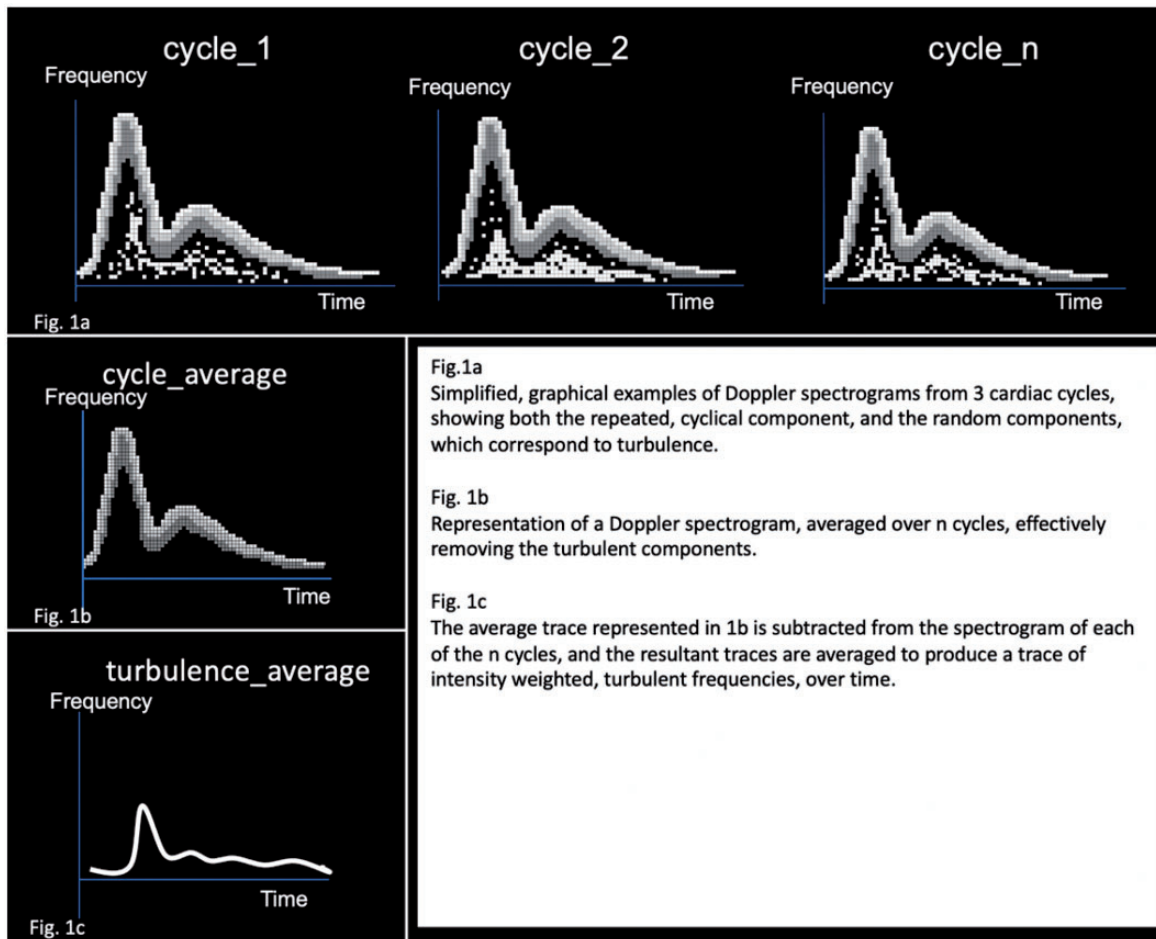 cycle_1
cycle_2
cycle_n
Frequency
Frequency
Frequency
Time
Time
Time
Fig. 1a
cycle_average
Frequency
Time
Fig. 1b
turbulence_average
Frequency
Time
Fig. 1c
Fig.1a
Simplified, graphical examples of Doppler spectrograms from 3 cardiac cycles,
showing both the repeated, cyclical component, and the random components,
which correspond to turbulence.
Fig. 1b
Representation of a Doppler spectrogram, averaged over n cycles, effectively
removing the turbulent components.
Fig. 1c
The average trace represented in 1b is subtracted from the spectrogram of each
of the n cycles, and the resultant traces are averaged to produce a trace of
intensity weighted, turbulent frequencies, over time.